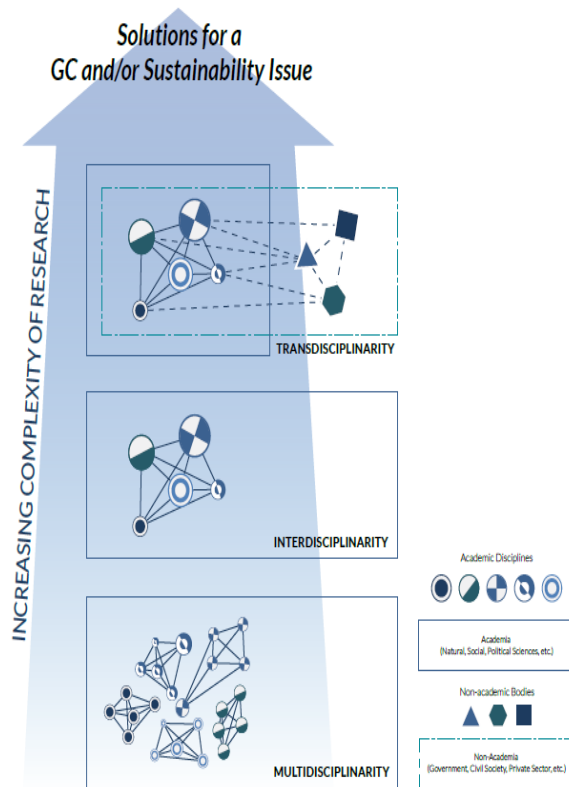 Solutions for a
GC and/or Sustainability Issue
INCREASING COMPLEXITY OF RESEARCH
TRANSDISCIPLINARITY
INTERDISCIPLINARITY
MULTIDISCIPLINARITY
Academic Disciplines
Academia
(Natural, Social, Political Sciences, etc.)
Non-academic Bodies
Non-Academia
(Government, Civil Society, Private Sector, etc.)